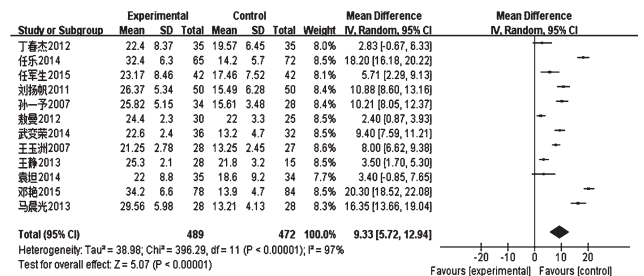 Experimental Control Mean Difference Mean Difference
Study or Subgroup Mean SD Total Mean SD Total Weight IV, Random, 95% CI IV, Random, 95% CI
丁春杰2012 22.4 8.37 35 19.57 6.45 35 8.0% 2.83 (-0.67, 6.33)
任乐2014 32.4 6.3 65 14.2 5.7 72 8.5% 18.20 (16.18, 20.22)
任军生2015 23.17 8.46 42 17.46 7.52 42 8.1% 5.71 (2.29, 9.13)
刘扬帆2011 26.37 5.34 50 15.49 6.28 50 8.4% 10.88 (8.60, 13.16)
孙一予2007 25.82 5.15 34 15.61 3.48 28 8.4% 10.21 (8.05, 12.37)
敖曼2012 24.4 2.3 30 22 3.3 25 8.5% 2.40 (0.87, 3.93)
武变荣2014 22.6 2.4 36 13.2 4.7 32 8.5% 9.40 (7.59, 11.21)
王玉洲2007 21.25 2.78 28 13.25 2.45 27 8.6% 8.00 (6.62, 9.38)
王静2013 25.3 2.1 28 21.8 3.2 15 8.5% 3.50 (1.70, 5.30)
袁坦2014 22 8.8 35 18.6 9.2 34 7.8% 3.40 (-0.85, 7.65)
邓艳2015 34.2 6.6 78 13.9 4.7 84 8.5% 20.30 (18.52, 22.08)
马晨光2013 29.56 5.98 28 13.21 4.13 28 8.3% 16.35 (13.66, 19.04)
Total (95% CI) 489 472 100.0% 9.33 (5.72, 12.94)
Heterogeneity: Tau² = 38.98; Chi² = 396.29, df = 11 (P < 0.00001); I² = 97%
Test for overall effect: Z = 5.07 (P < 0.00001)
-20 -10 0 10 20
Favours [experimental] Favours [control]